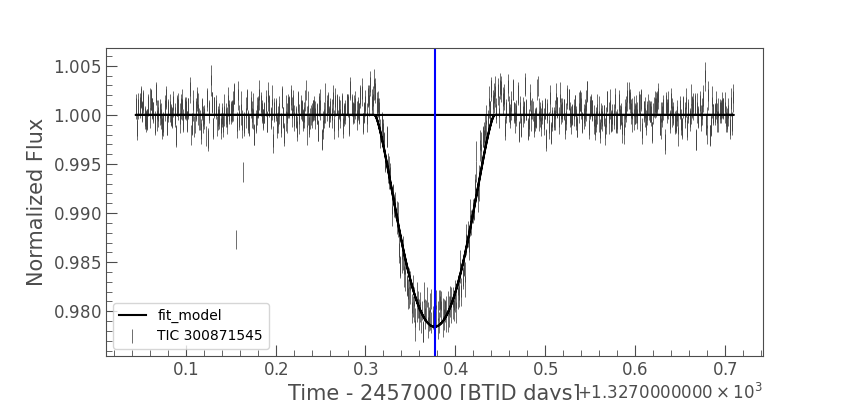 1.005
1.000
0.995
0.990
0.985
0.980
Normalized Flux
fit_model
TIC 300871545
0.1 0.2 0.3 0.4 0.5 0.6 0.7
Time - 2457000 [BTJD days]
+1.3270000000 × 10³